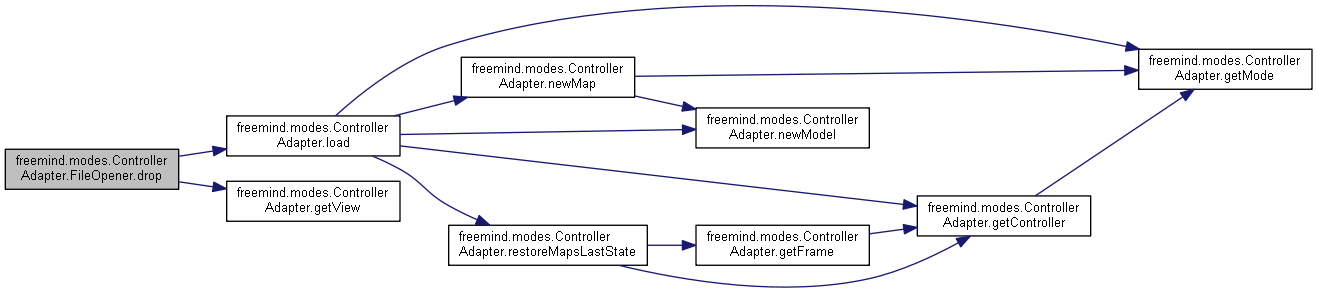 freemind.modes.Controller
Adapter.FileOpener.drop
freemind.modes.Controller
Adapter.load
freemind.modes.Controller
Adapter.getView
freemind.modes.Controller
Adapter.newMap
freemind.modes.Controller
Adapter.restoreMapsLastState
freemind.modes.Controller
Adapter.newModel
freemind.modes.Controller
Adapter.getFrame
freemind.modes.Controller
Adapter.getController
freemind.modes.Controller
Adapter.getMode